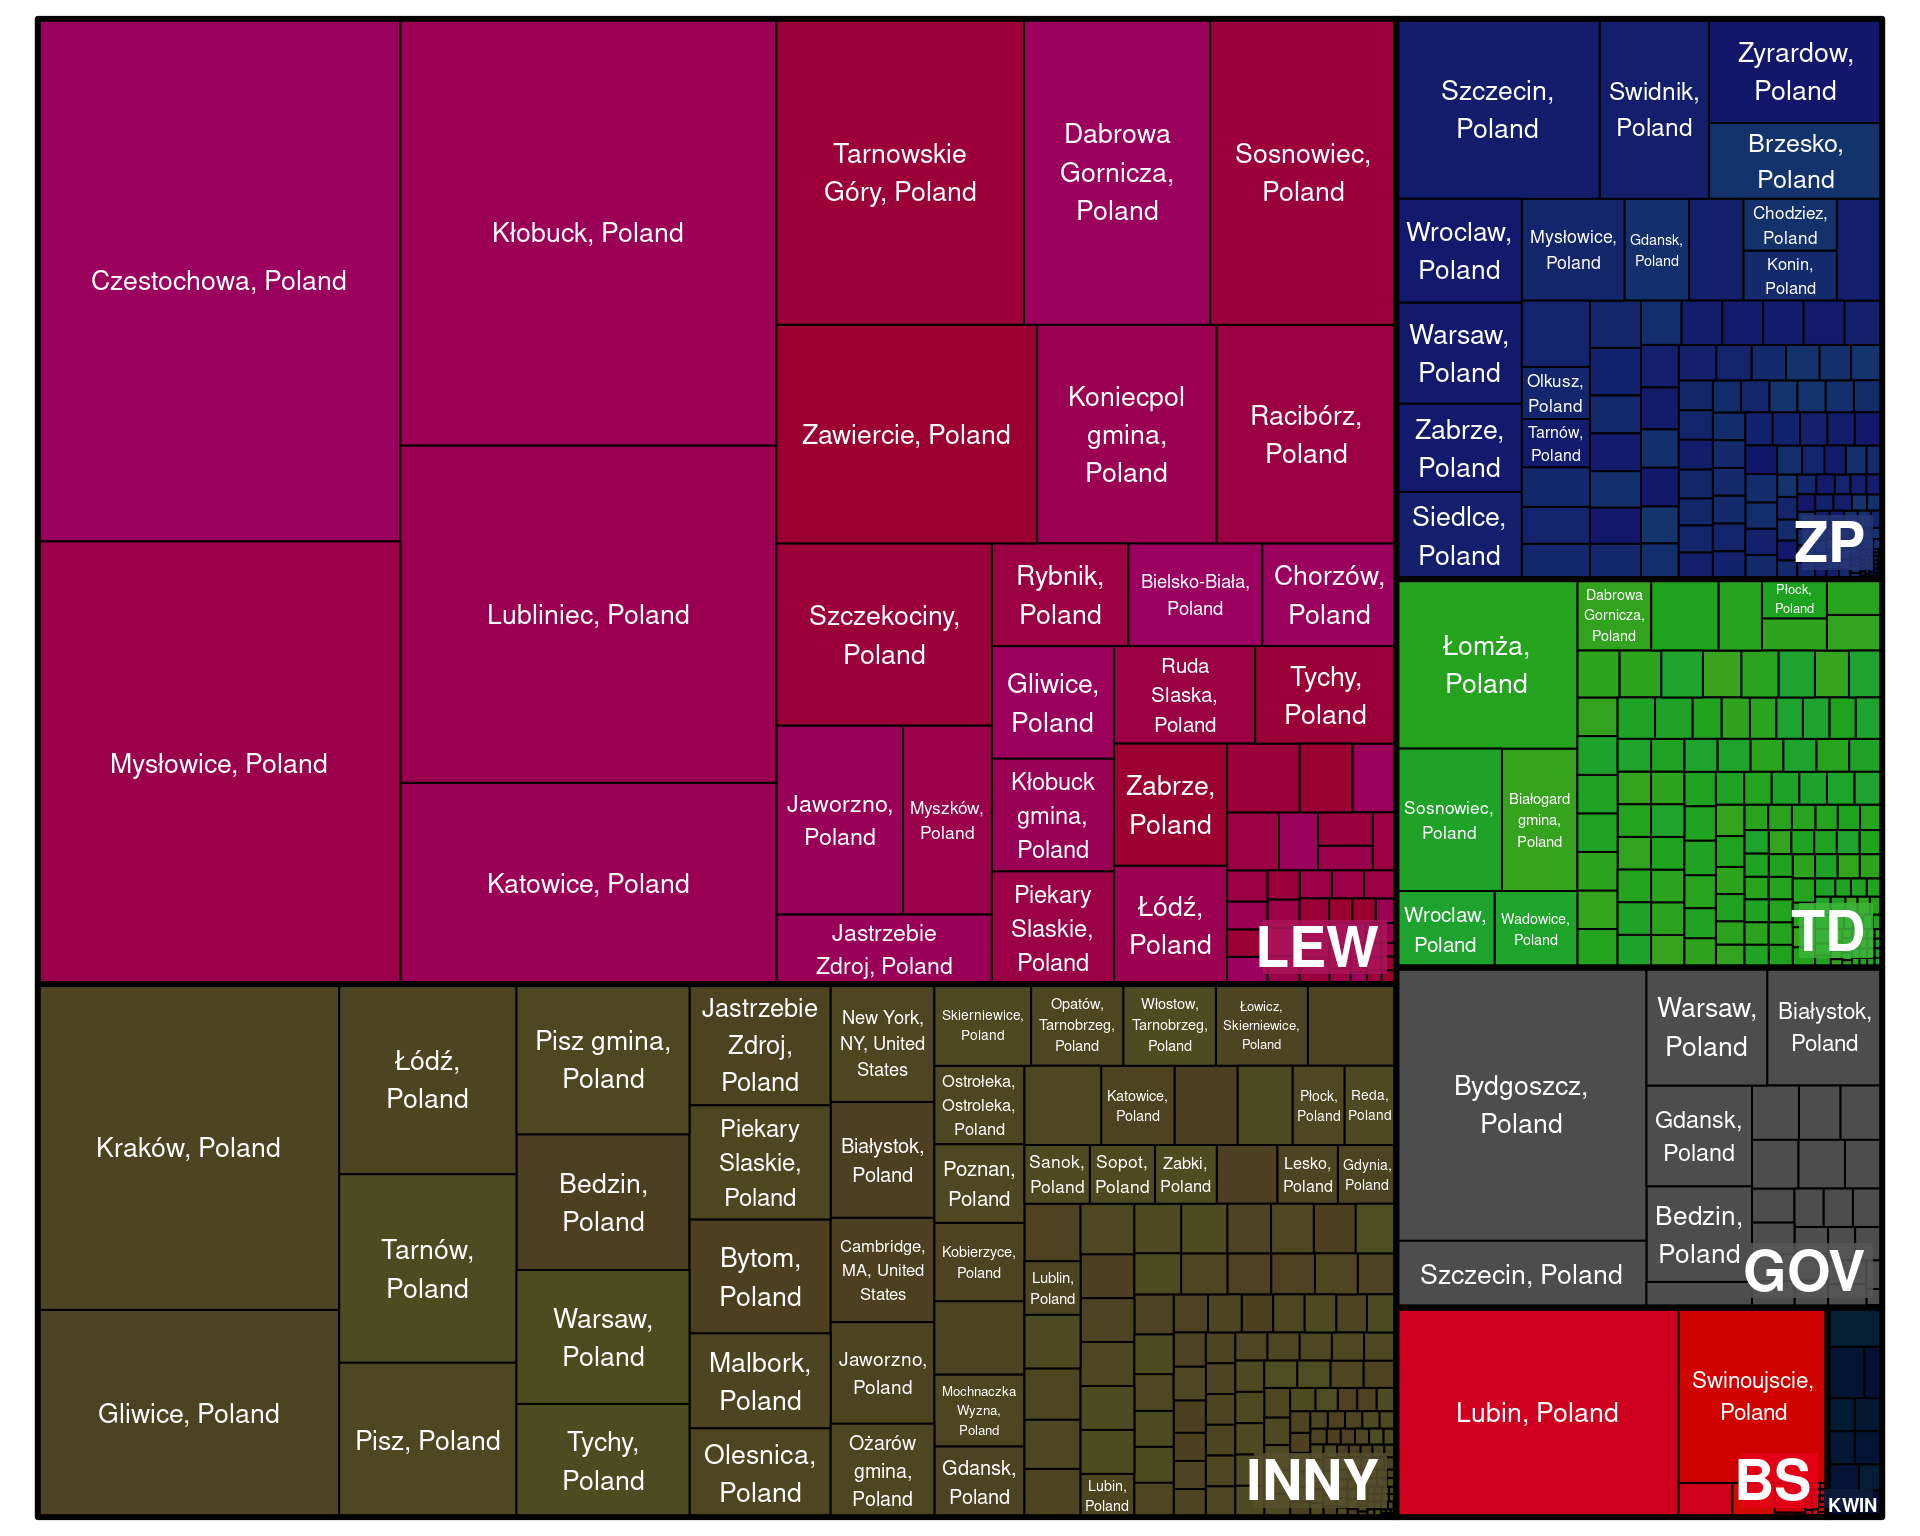 Czestochowa, Poland
Mysłowice, Poland
Kłobuck, Poland
Lubliniec, Poland
Katowice, Poland
Tarnowskie
Góry, Poland
Dabrowa
Gornicza,
Poland
Sosnowiec,
Poland
Zawiercie, Poland
Koniecpol
gmina,
Poland
Racibórz,
Poland
Szczekociny,
Poland
Jaworzno,
Poland
Myszków,
Poland
Jastrzebie
Zdroj, Poland
Rybnik,
Poland
Bielsko-Biała,
Poland
Chorzów,
Poland
Gliwice,
Poland
Kłobuck
gmina,
Poland
Piekary
Slaskie,
Poland
Ruda
Slaska,
Poland
Tychy,
Poland
Zabrze,
Poland
Łódź,
Poland
LEW
Szczecin,
Poland
Swidnik,
Poland
Zyrardow,
Poland
Brzesko,
Poland
Wroclaw,
Poland
Warsaw,
Poland
Zabrze,
Poland
Siedlce,
Poland
Mysłowice,
Poland
Gdansk,
Poland
Chodziez,
Poland
Konin,
Poland
Olkusz,
Poland
Tarnów,
Poland
ZP
Łomża,
Poland
Sosnowiec,
Poland
Białogard
gmina,
Poland
Wroclaw,
Poland
Wadowice,
Poland
Dabrowa
Gornicza,
Poland
Płock,
Poland
TD
Kraków, Poland
Gliwice, Poland
Łódź,
Poland
Tarnów,
Poland
Pisz, Poland
Pisz gmina,
Poland
Bedzin,
Poland
Warsaw,
Poland
Tychy,
Poland
Jastrzebie
Zdroj,
Poland
Piekary
Slaskie,
Poland
Bytom,
Poland
Malbork,
Poland
Olesnica,
Poland
New York,
NY, United
States
Białystok,
Poland
Cambridge,
MA, United
States
Jaworzno,
Poland
Ożarów
gmina,
Poland
Skierniewice,
Poland
Ostrołeka,
Ostroleka,
Poland
Poznan,
Poland
Kobierzyce,
Poland
Mochnaczka
Wyzna,
Poland
Gdansk,
Poland
Opatów,
Tarnobrzeg,
Poland
Włostow,
Tarnobrzeg,
Poland
Łowicz,
Skierniewice,
Poland
Katowice,
Poland
Płock,
Poland
Reda,
Poland
Sanok,
Poland
Sopot,
Poland
Zabki,
Poland
Lesko,
Poland
Gdynia,
Poland
Lublin,
Poland
Lubin,
Poland
INNY
Bydgoszcz,
Poland
Szczecin, Poland
Warsaw,
Poland
Białystok,
Poland
Gdansk,
Poland
Bedzin,
Poland
GOV
Lubin, Poland
Swinoujscie,
Poland
BS
KWIN